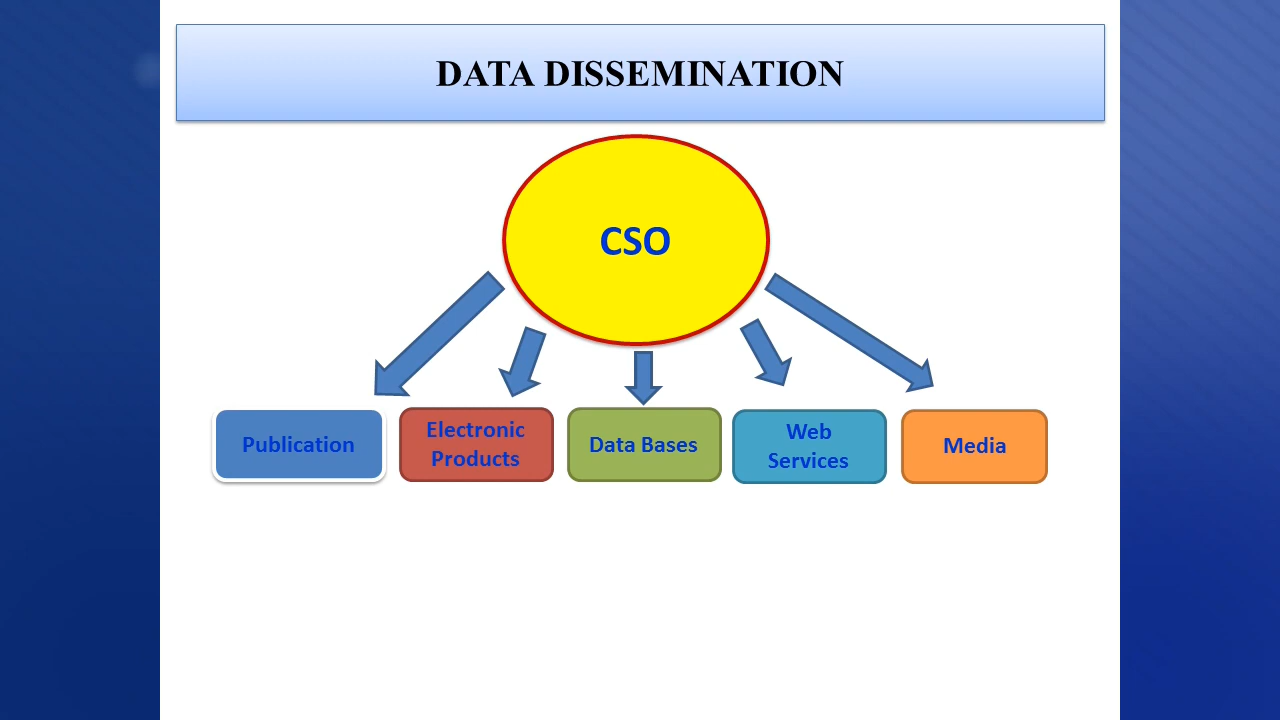 DATA DISSEMINATION
CSO
Publication
Electronic
Products
Data Bases
Web
Services
Media